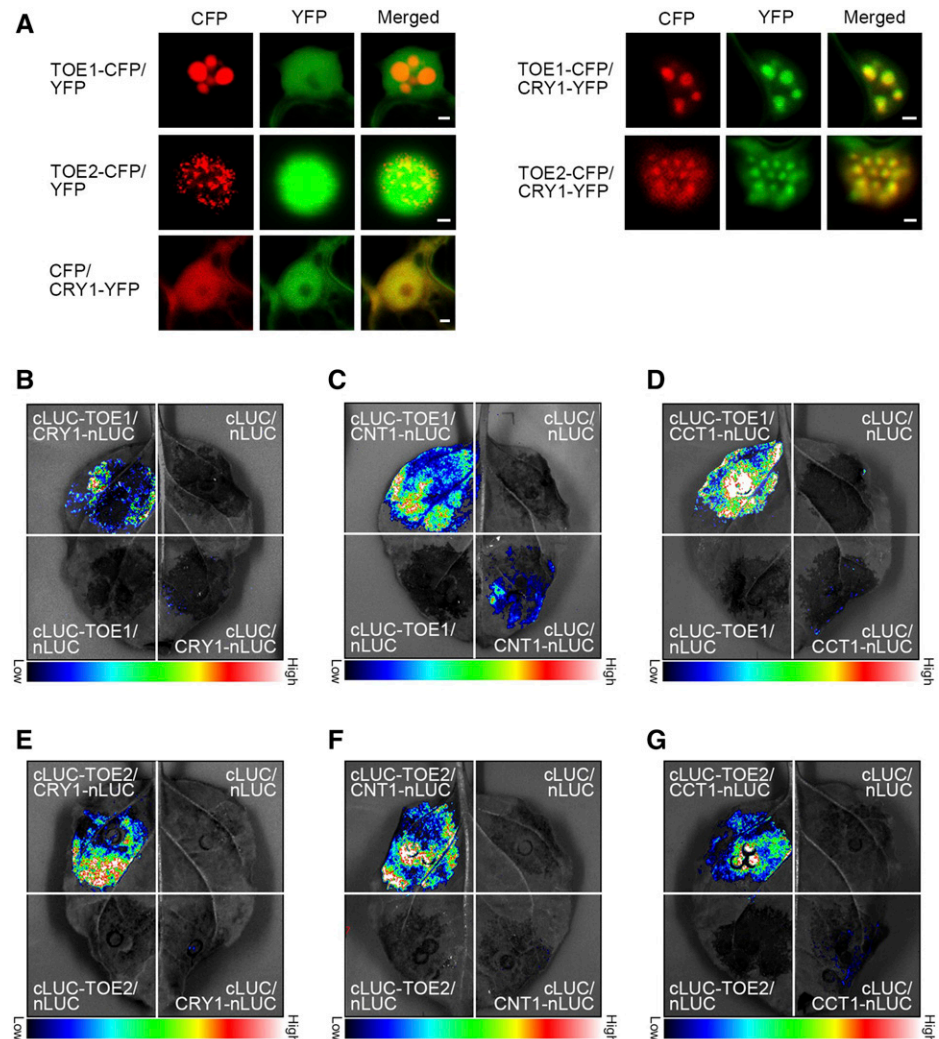 A
CFP YFP Merged
TOE1-CFP/
YFP
TOE2-CFP/
YFP
CFP/
CRY1-YFP
CFP YFP Merged
TOE1-CFP/
CRY1-YFP
TOE2-CFP/
CRY1-YFP
B
cLUC-TOE1/
CRY1-nLUC
cLUC/
nLUC
cLUC-TOE1/
nLUC
cLUC/
CRY1-nLUC
Low High
C
cLUC-TOE1/
CNT1-nLUC
cLUC/
nLUC
cLUC-TOE1/
nLUC
cLUC/
CNT1-nLUC
Low High
D
cLUC-TOE1/
CCT1-nLUC
cLUC/
nLUC
cLUC-TOE1/
nLUC
cLUC/
CCT1-nLUC
Low High
E
cLUC-TOE2/
CRY1-nLUC
cLUC/
nLUC
cLUC-TOE2/
nLUC
cLUC/
CRY1-nLUC
Low High
F
cLUC-TOE2/
CNT1-nLUC
cLUC/
nLUC
cLUC-TOE2/
nLUC
cLUC/
CNT1-nLUC
Low High
G
cLUC-TOE2/
CCT1-nLUC
cLUC/
nLUC
cLUC-TOE2/
nLUC
cLUC/
CCT1-nLUC
Low High